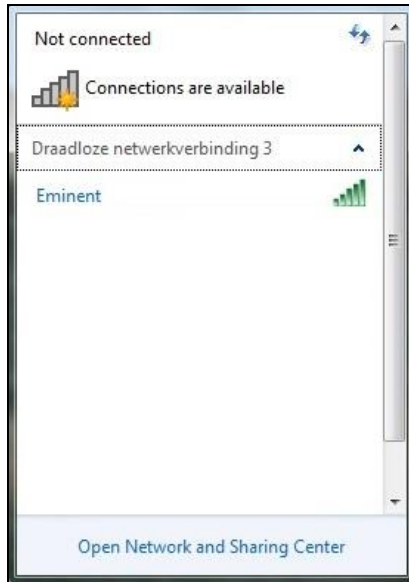 Not connected
Connections are available
Draadloze netwerkverbinding 3
Eminent
Open Network and Sharing Center